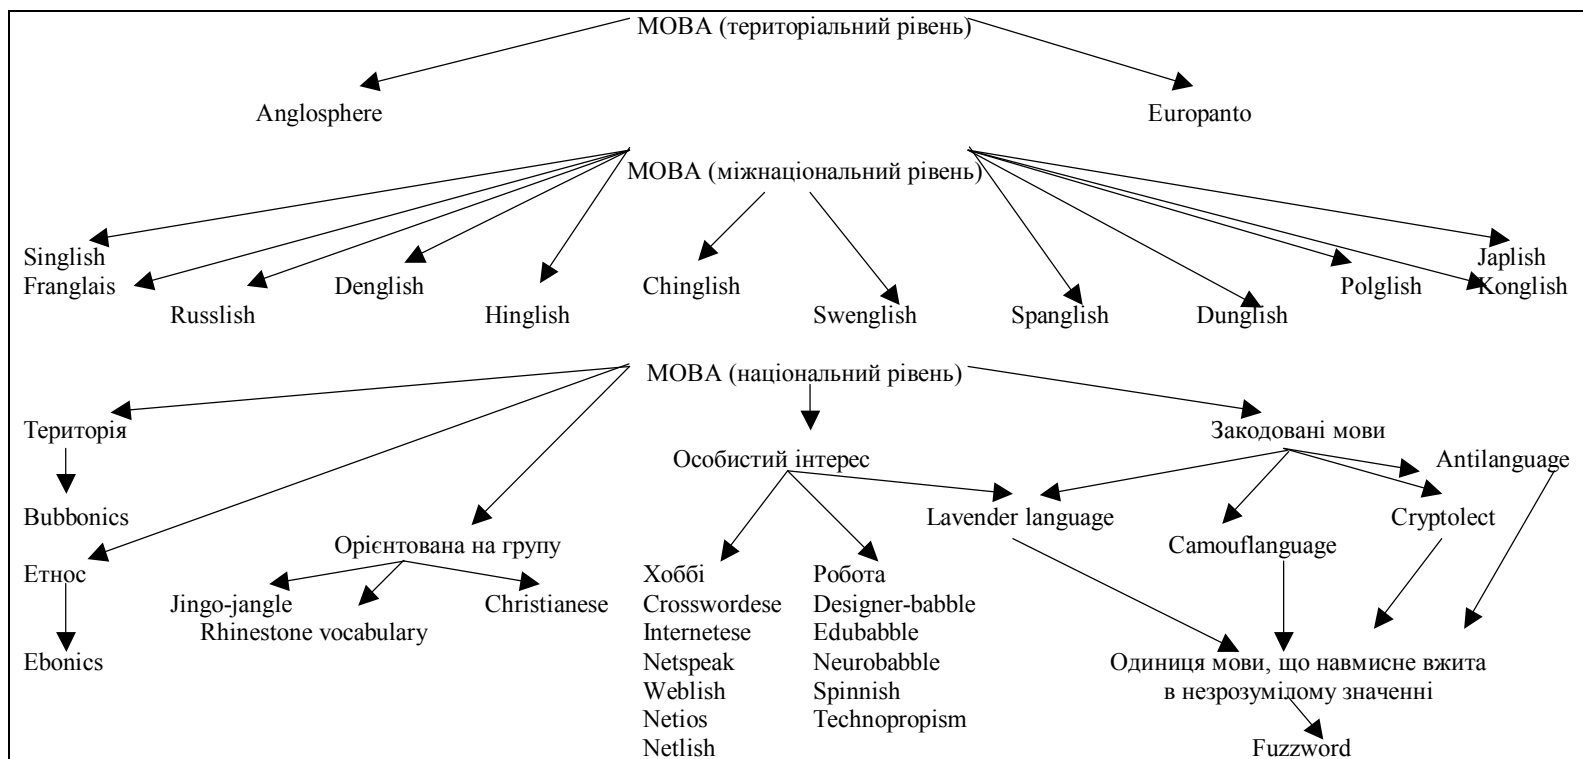 МОВА (територіальний рівень)
Anglosphere
Europanto
МОВА (міжнаціональний рівень)
Singlish
Japlish
Franglais
Denglish
Chinglish
Polglish
Konglish
Russlish
Hinglish
Swenglish
Spanglish
Dunglish
МОВА (національний рівень)
Територія
Закодовані мови
Особистий інтерес
Antilanguage
Bubbonics
Lavender language
Cryptolect
Орієнтована на групу
Camouflanguage
Етнос
Хоббі
Робота
Jingo-jangle
Christianese
Crosswordese
Designer-babble
Rhinestone vocabulary
Internetese
Edubabble
Ebonics
Netspeak
Neurobabble
Одиниця мови, що навмисне вжита
в незрозумілому значенні
Weblish
Spinnish
Netios
Technopropism
Netlish
Fuzzword